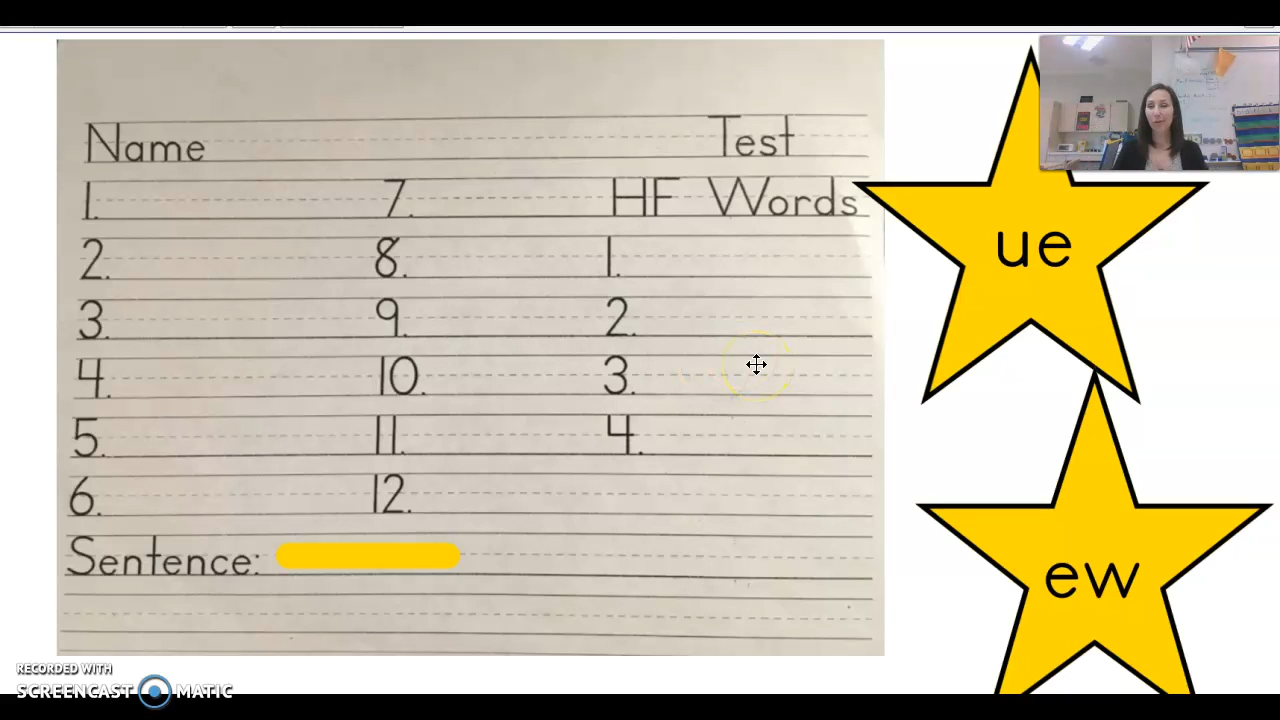 Name Test
1. 7. HF Words
2. 8. 1.
3. 9. 2.
4. 10. 3.
5. 11. 4.
6. 12.
Sentence:
ue
ew
RECORDED WITH
SCREENCAST MATIC